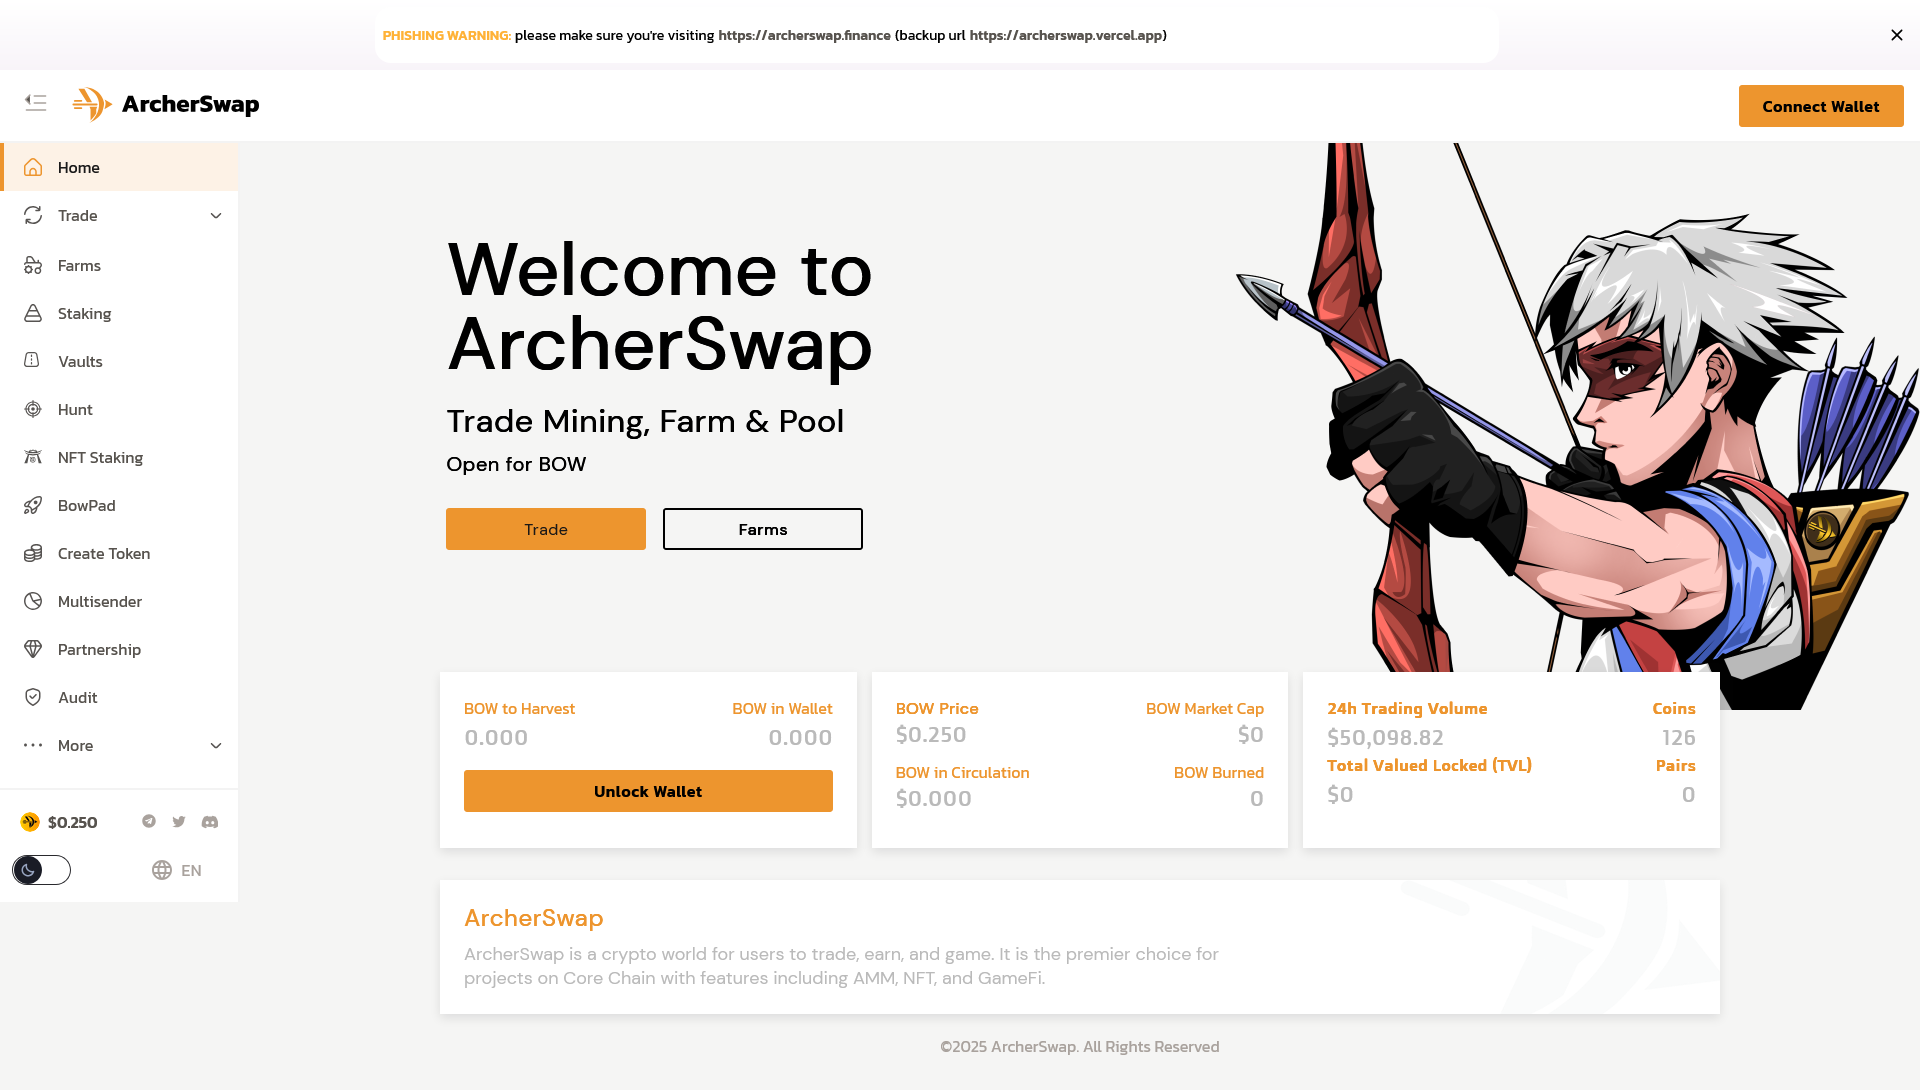 PHISHING WARNING: please make sure you're visiting https://archerswap.finance (backup url https://archerswap.vercel.app)
ArcherSwap
Connect Wallet
Home
Trade
Farms
Staking
Vaults
Hunt
NFT Staking
BowPad
Create Token
Multisender
Partnership
Audit
More
$0.250
EN
Welcome to
ArcherSwap
Trade Mining, Farm & Pool
Open for BOW
Trade
Farms
BOW to Harvest
BOW in Wallet
0.000
0.000
Unlock Wallet
BOW Price
BOW Market Cap
$0.250
$0
BOW in Circulation
BOW Burned
$0.000
0
24h Trading Volume
Coins
$50,098.82
126
Total Valued Locked (TVL)
Pairs
$0
0
ArcherSwap
ArcherSwap is a crypto world for users to trade, earn, and game. It is the premier choice for
projects on Core Chain with features including AMM, NFT, and GameFi.
©2025 ArcherSwap. All Rights Reserved